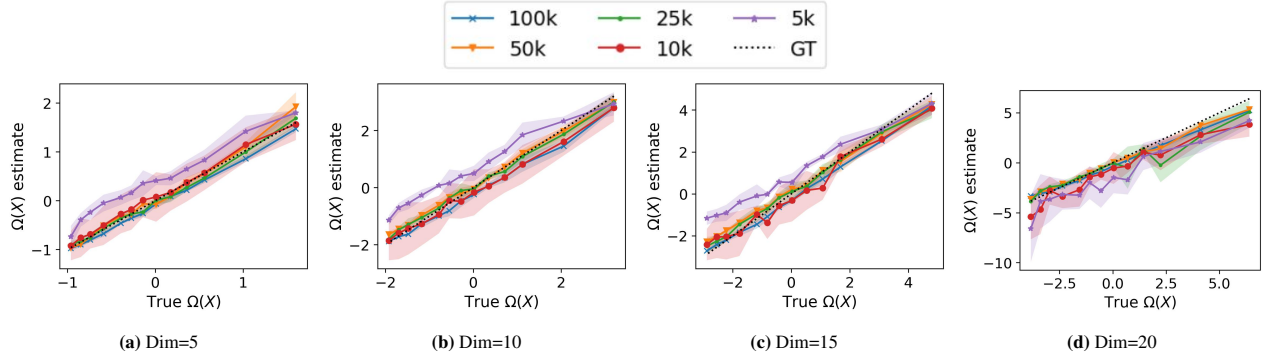 100k 25k 5k
50k 10k GT
Ω(X) estimate
2
1
0
−1
−1 0 1
True Ω(X)
(a) Dim=5
Ω(X) estimate
2
0
−2
−2 0 2
True Ω(X)
(b) Dim=10
Ω(X) estimate
4
2
0
−2
−2 0 2 4
True Ω(X)
(c) Dim=15
Ω(X) estimate
5
0
−5
−10
−2.5 0.0 2.5 5.0
True Ω(X)
(d) Dim=20